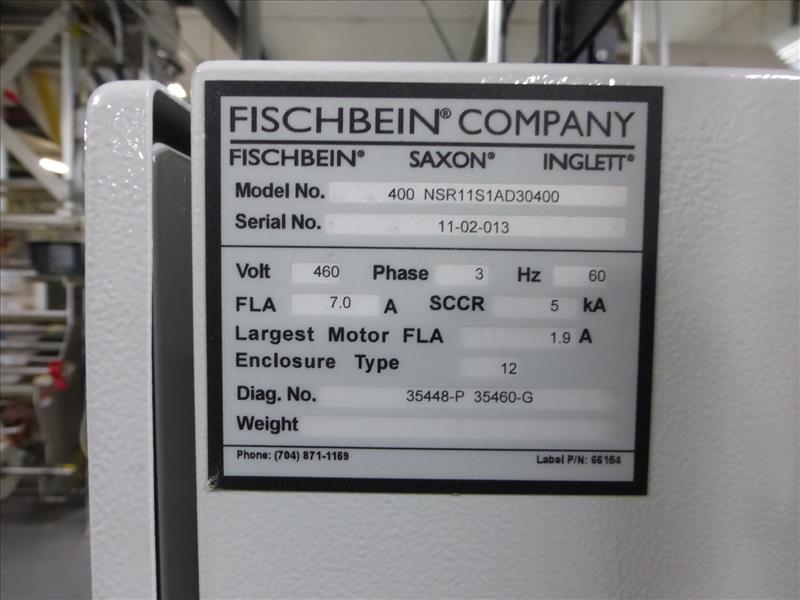 FISCHBEIN® COMPANY
FISCHBEIN® SAXON® INGLETT®
Model No. 400 NSR11S1AD30400
Serial No. 11-02-013
Volt 460 Phase 3 Hz 60
FLA 7.0 A SCCR 5 kA
Largest Motor FLA 1.9 A
Enclosure Type 12
Diag. No. 35448-P 35460-G
Weight
Phone: (704) 871-1159 Label P/N: 66154